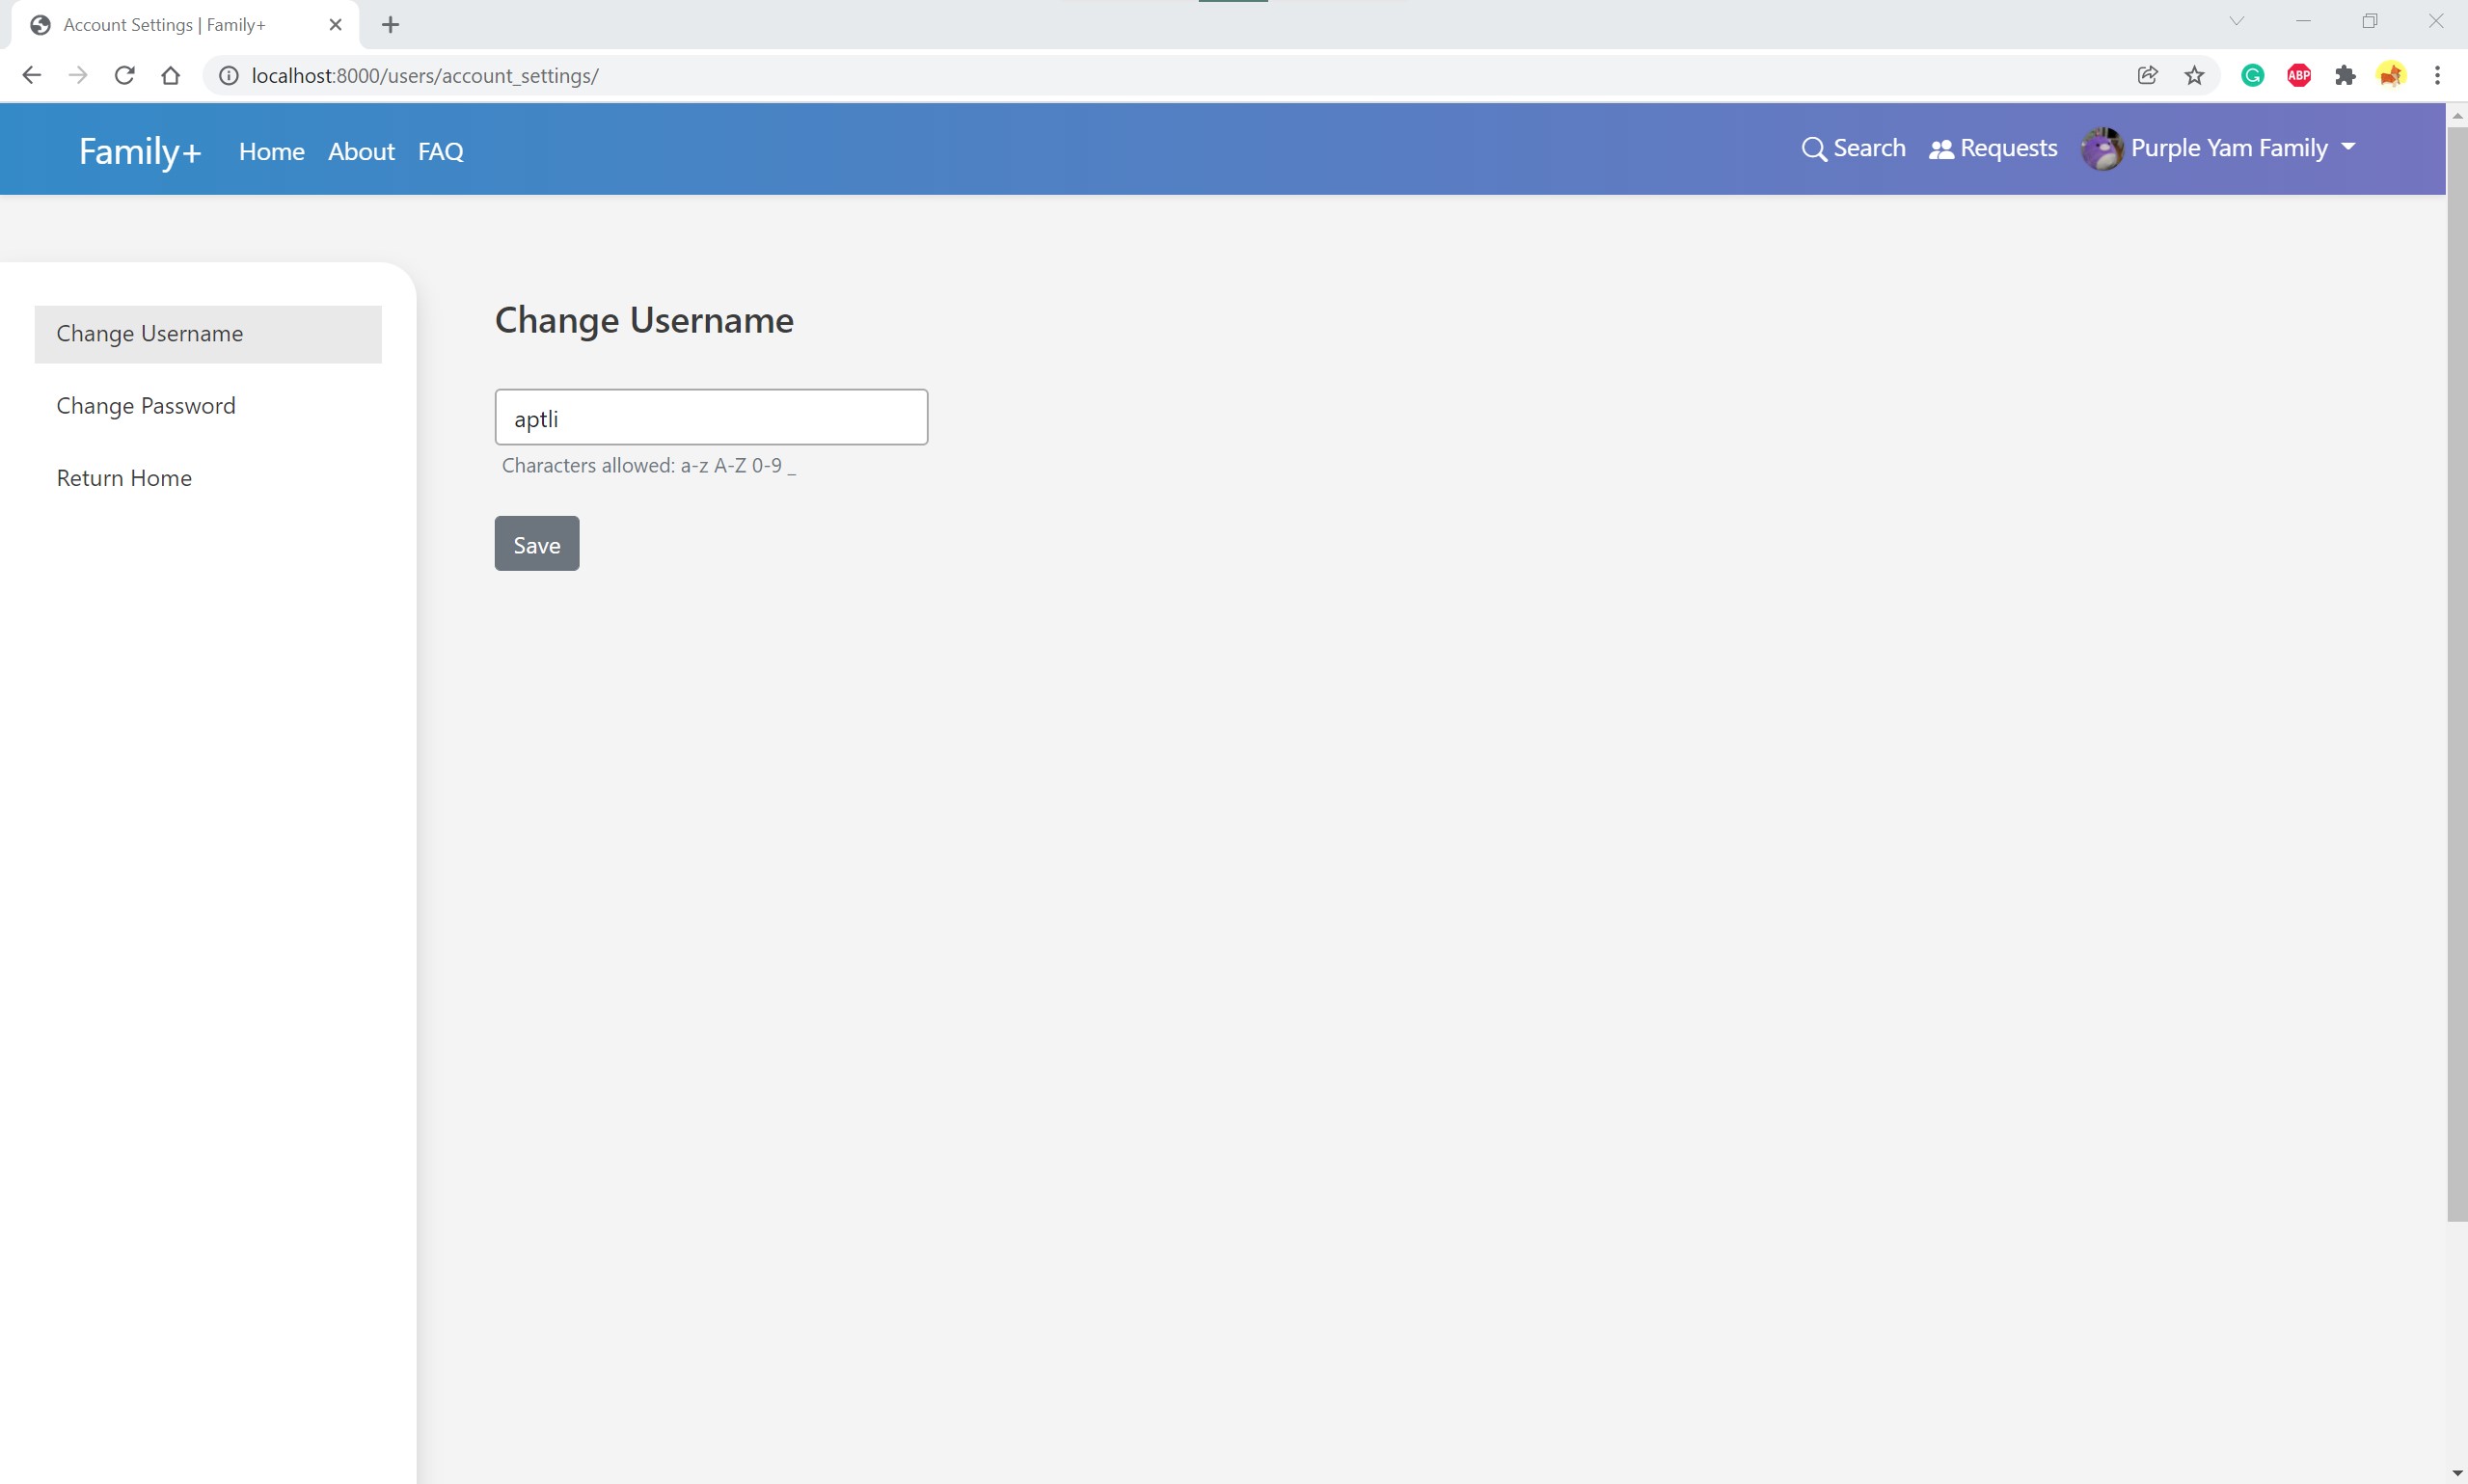 Account Settings | Family+
localhost:8000/users/account_settings/
ABP
Family+ Home About FAQ Search Requests Purple Yam Family
Change Username
Change Password
Return Home
Change Username
aptli
Characters allowed: a-z A-Z 0-9 _
Save